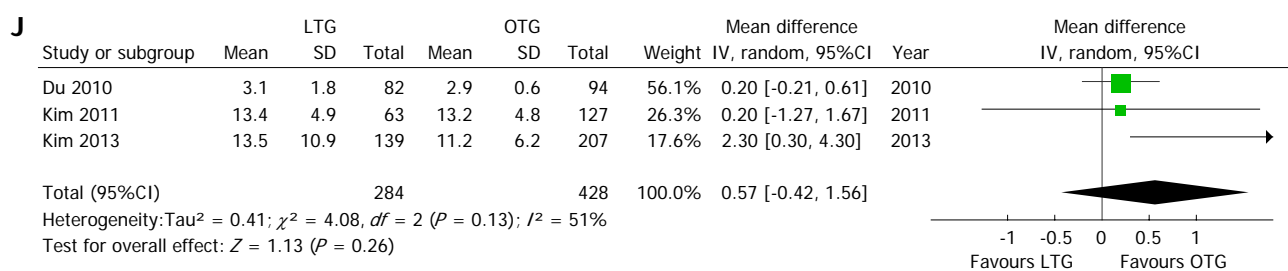 J
LTG OTG Mean difference Mean difference
Study or subgroup Mean SD Total Mean SD Total Weight IV, random, 95%CI Year IV, random, 95%CI
Du 2010 3.1 1.8 82 2.9 0.6 94 56.1% 0.20 [-0.21, 0.61] 2010
Kim 2011 13.4 4.9 63 13.2 4.8 127 26.3% 0.20 [-1.27, 1.67] 2011
Kim 2013 13.5 10.9 139 11.2 6.2 207 17.6% 2.30 [0.30, 4.30] 2013
Total (95%CI) 284 428 100.0% 0.57 [-0.42, 1.56]
Heterogeneity:Tau² = 0.41; χ² = 4.08, df = 2 (P = 0.13); I² = 51%
Test for overall effect: Z = 1.13 (P = 0.26)
-1 -0.5 0 0.5 1
Favours LTG Favours OTG